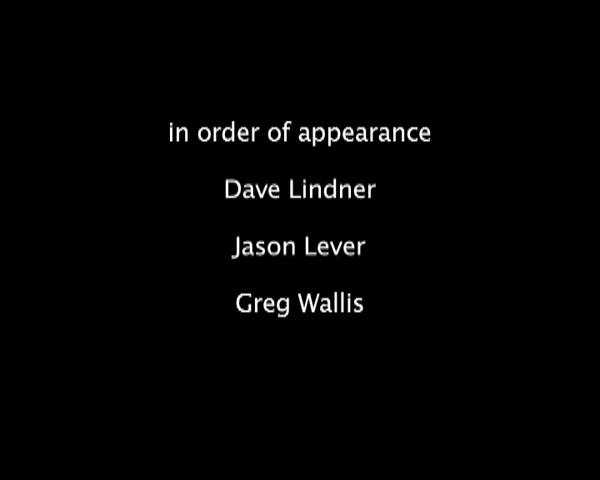 in order of appearance
Dave Lindner
Jason Lever
Greg Wallis